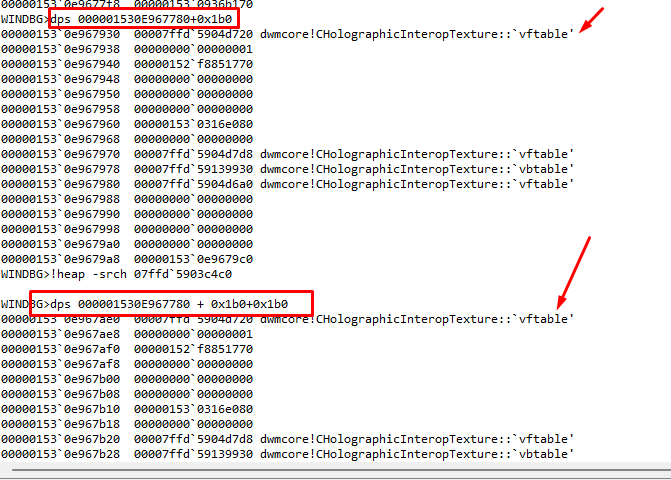 00000153`0e9677f8  00000153`0936b170
WINDBG>dps 000001530E967780+0x1b0
00000153`0e967930  00007ffd`5904d720 dwmcore!CHolographicInteropTexture::`vftable'
00000153`0e967938  00000000`00000001
00000153`0e967940  00000152`f8851770
00000153`0e967948  00000000`00000000
00000153`0e967950  00000000`00000000
00000153`0e967958  00000000`00000000
00000153`0e967960  00000153`0316e080
00000153`0e967968  00000000`00000000
00000153`0e967970  00007ffd`5904d7d8 dwmcore!CHolographicInteropTexture::`vftable'
00000153`0e967978  00007ffd`59139930 dwmcore!CHolographicInteropTexture::`vbtable'
00000153`0e967980  00007ffd`5904d6a0 dwmcore!CHolographicInteropTexture::`vftable'
00000153`0e967988  00000000`00000000
00000153`0e967990  00000000`00000000
00000153`0e967998  00000000`00000000
00000153`0e9679a0  00000000`00000000
00000153`0e9679a8  00000153`0e9679c0
WINDBG>!heap -srch 07ffd`5903c4c0
WINDBG>dps 000001530E967780 + 0x1b0+0x1b0
00000153`0e967ae0  00007ffd`5904d720 dwmcore!CHolographicInteropTexture::`vftable'
00000153`0e967ae8  00000000`00000001
00000153`0e967af0  00000152`f8851770
00000153`0e967af8  00000000`00000000
00000153`0e967b00  00000000`00000000
00000153`0e967b08  00000000`00000000
00000153`0e967b10  00000153`0316e080
00000153`0e967b18  00000000`00000000
00000153`0e967b20  00007ffd`5904d7d8 dwmcore!CHolographicInteropTexture::`vftable'
00000153`0e967b28  00007ffd`59139930 dwmcore!CHolographicInteropTexture::`vbtable'